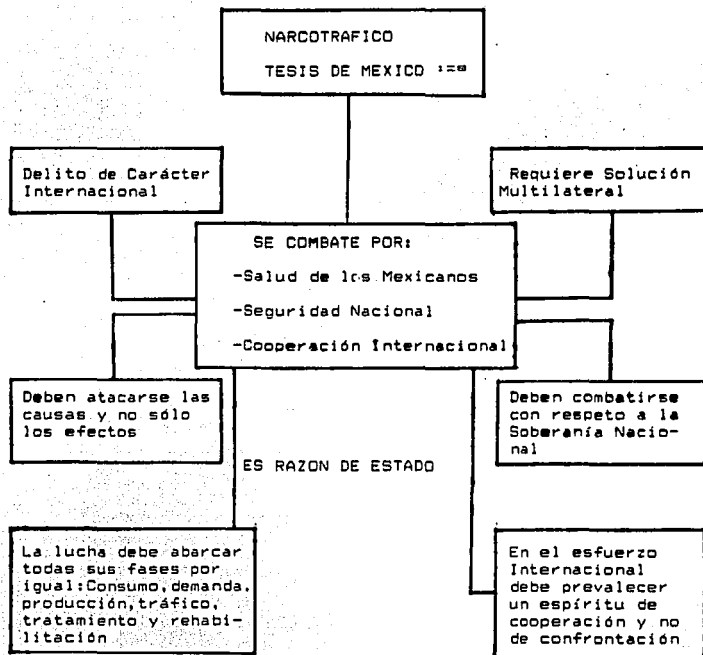 NARCOTRAFICO
TESIS DE MEXICO
Delito de Carácter
Internacional
Requiere Solución
Multilateral
SE COMBATE POR:
-Salud de los Mexicanos
-Seguridad Nacional
-Cooperación Internacional
Deben atacarse las
causas y no sólo
los efectos
Deben combatirse
con respeto a la
Soberanía Nacio-
nal
ES RAZON DE ESTADO
La lucha debe abarcar
todas sus fases por
igual:Consumo,demanda,
producción,tráfico,
tratamiento y rehabi-
litación
En el esfuerzo
Internacional
debe prevalecer
un espíritu de
cooperación y no
de confrontación